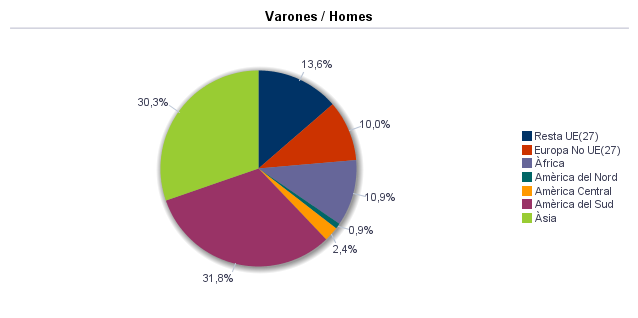 Varones / Homes
13,6%
30,3%
10,0%
10,9%
0,9%
2,4%
31,8%
Resta UE(27)
Europa No UE(27)
Àfrica
Amèrica del Nord
Amèrica Central
Amèrica del Sud
Àsia